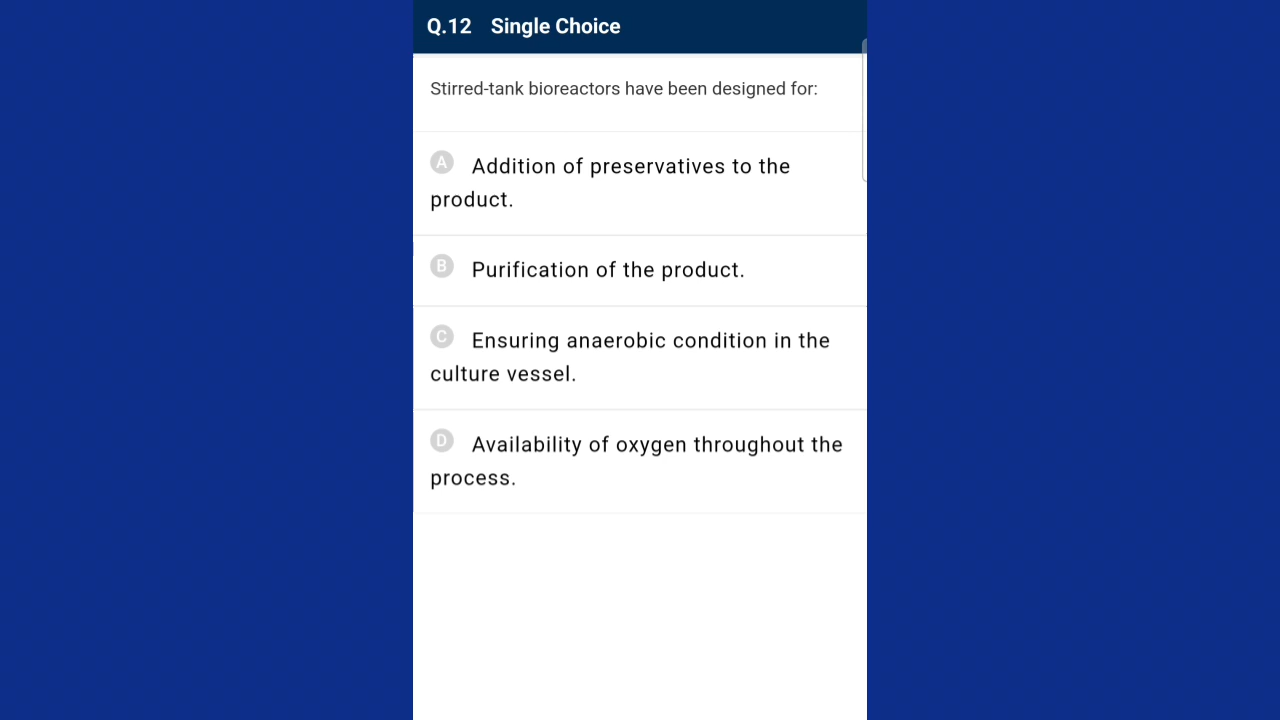 Q.12 Single Choice
Stirred-tank bioreactors have been designed for:
A Addition of preservatives to the
product.
B Purification of the product.
C Ensuring anaerobic condition in the
culture vessel.
D Availability of oxygen throughout the
process.